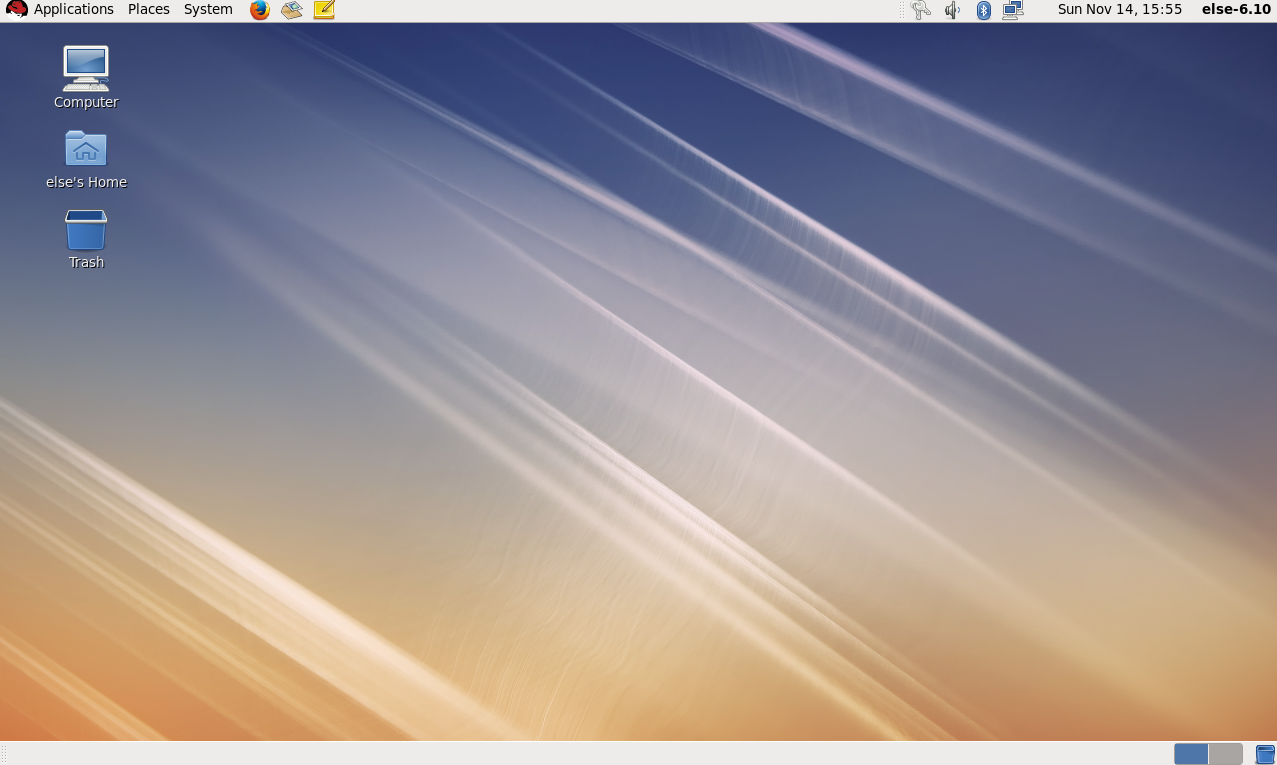 Applications Places System Sun Nov 14, 15:55 else-6.10
Computer
else's Home
Trash